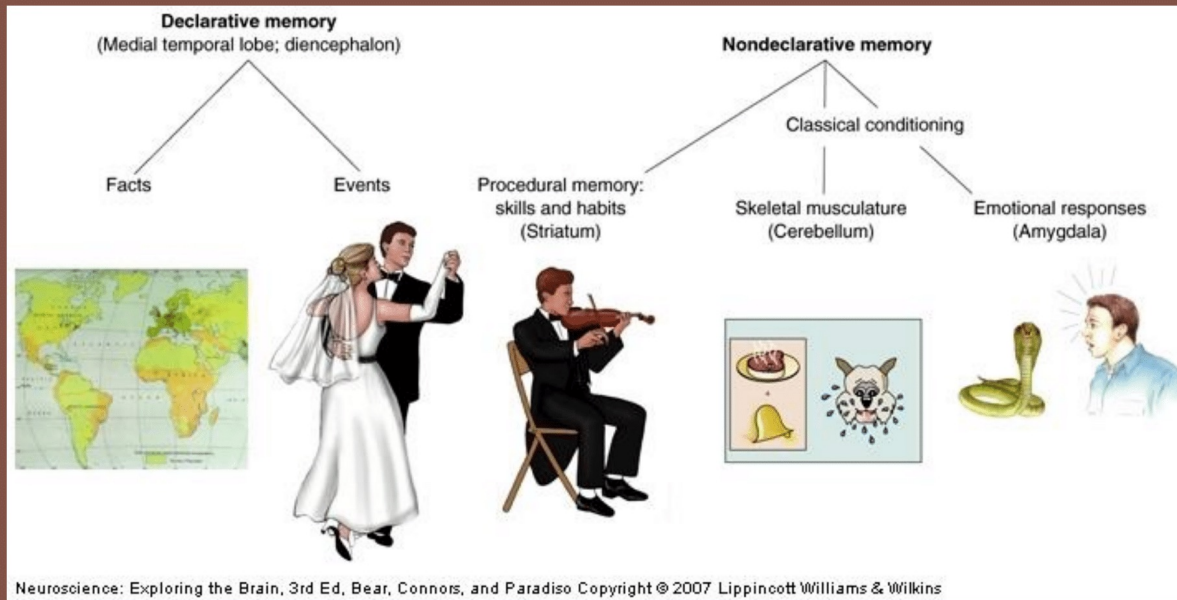 Declarative memory
(Medial temporal lobe; diencephalon)
Facts
Events
Nondeclarative memory
Classical conditioning
Procedural memory:
skills and habits
(Striatum)
Skeletal musculature
(Cerebellum)
Emotional responses
(Amygdala)
Neuroscience: Exploring the Brain, 3rd Ed, Bear, Connors, and Paradiso Copyright © 2007 Lippincott Williams & Wilkins